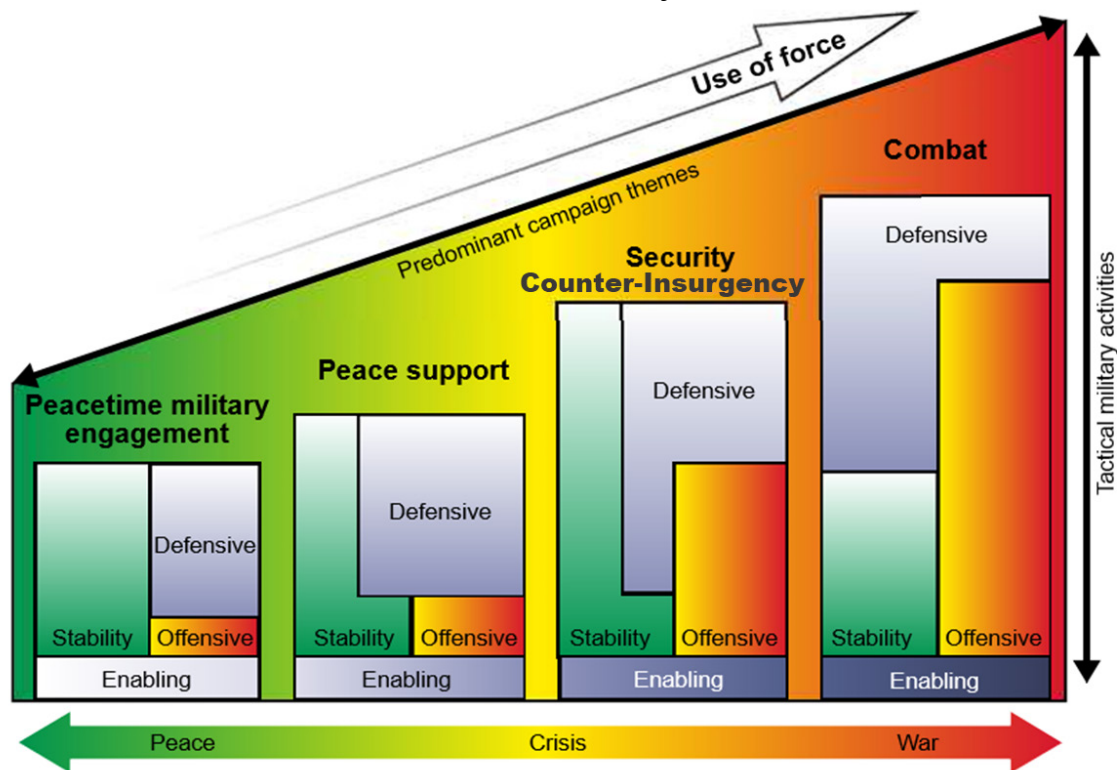 Use of force
Predominant campaign themes
Tactical military activities
Peacetime military
engagement
Stability
Defensive
Offensive
Enabling
Peace support
Defensive
Stability
Offensive
Enabling
Security
Counter-Insurgency
Defensive
Stability
Offensive
Enabling
Combat
Defensive
Stability
Offensive
Enabling
Peace
Crisis
War